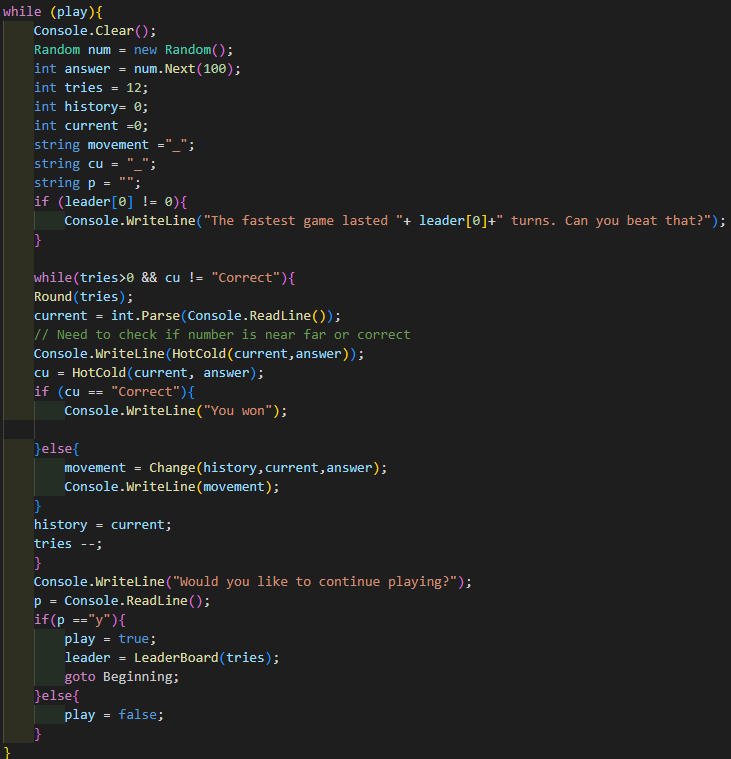 while (play){
    Console.Clear();
    Random num = new Random();
    int answer = num.Next(100);
    int tries = 12;
    int history= 0;
    int current =0;
    string movement ="_";
    string cu = "_";
    string p = "";
    if (leader[0] != 0){
        Console.WriteLine("The fastest game lasted "+ leader[0]+" turns. Can you beat that?");
    }
    while(tries>0 && cu != "Correct"){
    Round(tries);
    current = int.Parse(Console.ReadLine());
    // Need to check if number is near far or correct
    Console.WriteLine(HotCold(current,answer));
    cu = HotCold(current, answer);
    if (cu == "Correct"){
        Console.WriteLine("You won");
    }else{
        movement = Change(history,current,answer);
        Console.WriteLine(movement);
    }
    history = current;
    tries --;
    }
    Console.WriteLine("Would you like to continue playing?");
    p = Console.ReadLine();
    if(p =="y"){
        play = true;
        leader = LeaderBoard(tries);
        goto Beginning;
    }else{
        play = false;
    }
}